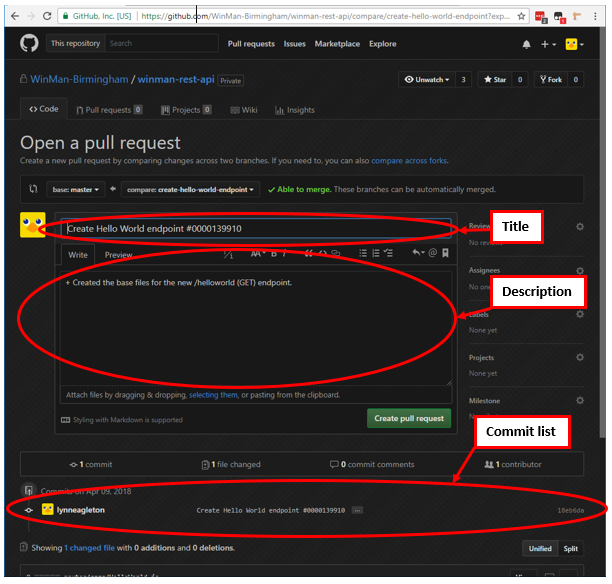 GitHub, Inc. [US] https://github.com/WinMan-Birmingham/winman-rest-api/compare/create-hello-world-endpoint?exp...
This repository Search Pull requests Issues Marketplace Explore
WinMan-Birmingham / winman-rest-api Private Unwatch 3 Star 0 Fork 0
Code Pull requests 0 Projects 0 Wiki Insights
Open a pull request
Create a new pull request by comparing changes across two branches. If you need to, you can also compare across forks.
base: master compare: create-hello-world-endpoint Able to merge. These branches can be automatically merged.
Create Hello World endpoint #0000139910
Title
No
Write Preview AA B i
Assignees
No one
Description
+ Created the base files for the new /helloworld (GET) endpoint.
Labels
None yet
Projects
None yet
Attach files by dragging & dropping, selecting them, or pasting from the clipboard.
Milestone
Styling with Markdown is supported Create pull request
Commit list
1 commit 1 file changed 0 commit comments 1 contributor
Commits on Apr 09, 2018
lynneagleton Create Hello World endpoint #0000139910 ... 10eb6da
Showing 1 changed file with 0 additions and 0 deletions. Unified Split